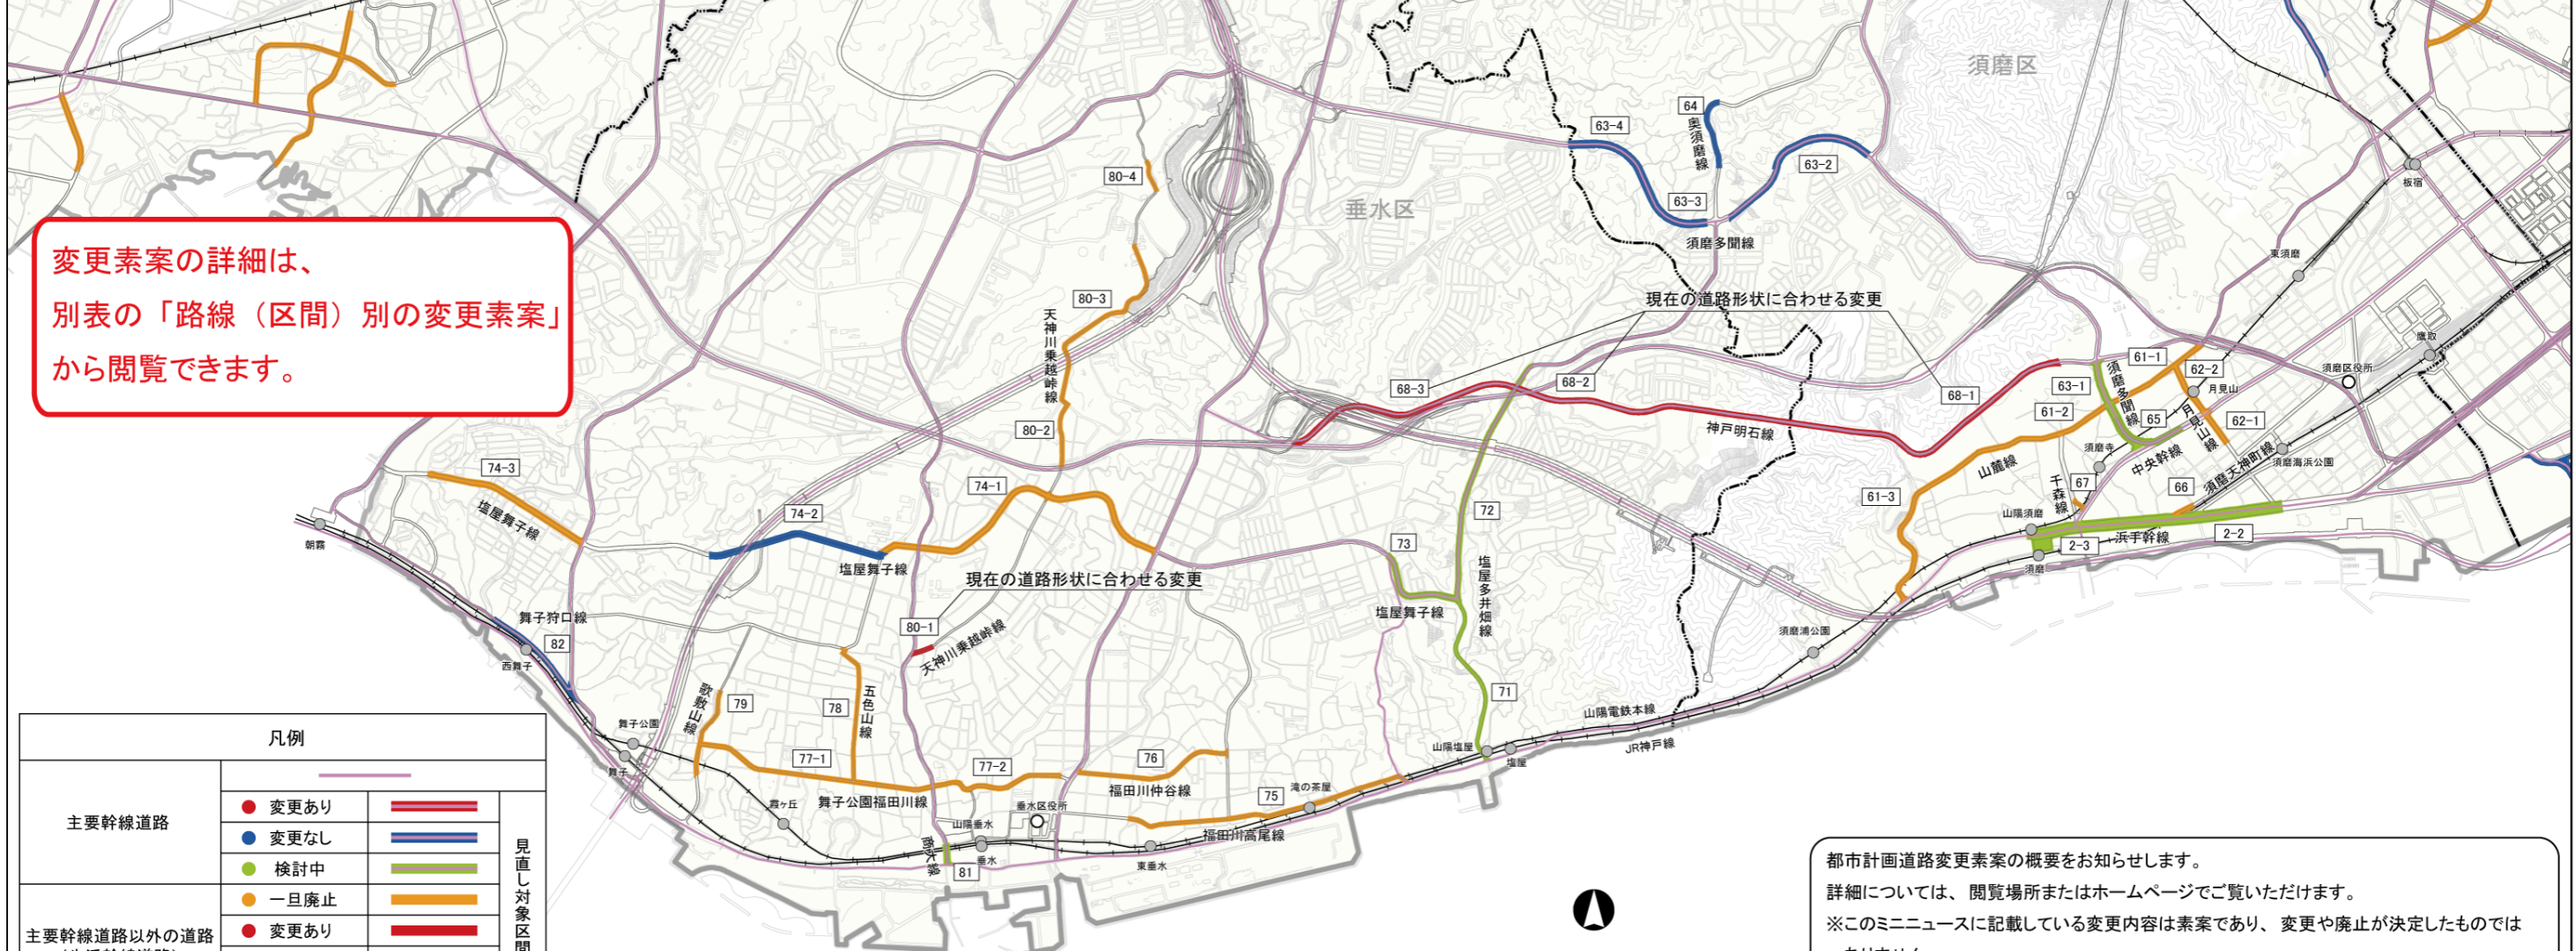 須磨区
64
63-4
奥須磨線
63-2
80-4
板宿
63-3
垂水区
須磨多聞線
東須磨
変更素案の詳細は、
別表の「路線（区間）別の変更素案」
から閲覧できます。
80-3
現在の道路形状に合わせる変更
天神川乗越峠線
鷹取
61-1
62-2
須磨区役所
68-3
68-2
68-1
63-1
須磨多聞線
月見山
61-2
65
月見山線
62-1
80-2
神戸明石線
須磨寺
中央幹線
須磨天神町線
須磨海浜公園
74-3
山麓線
74-1
67
66
61-3
千森線
塩屋舞子線
74-2
72
山陽須磨
朝霧
73
2-3
浜手幹線
2-2
塩屋舞子線
須磨
現在の道路形状に合わせる変更
塩屋多井畑線
塩屋舞子線
舞子狩口線
80-1
82
天神川乗越峠線
須磨浦公園
西舞子
歌敷山線
79
78
五色山線
71
山陽電鉄本線
舞子公園
山陽塩屋
JR神戸線
77-1
77-2
76
塩屋
舞子
滝の茶屋
福田川仲谷線
75
霞ヶ丘
舞子公園福田川線
垂水区役所
山陽垂水
福田川高尾線
商大線
垂水
東垂水
81
凡例
主要幹線道路
変更あり
変更なし
検討中
見直し対象区間
一旦廃止
主要幹線道路以外の道路
変更あり
都市計画道路変更素案の概要をお知らせします。
詳細については、閲覧場所またはホームページでご覧いただけます。
※このミニニュースに記載している変更内容は素案であり、変更や廃止が決定したものでは